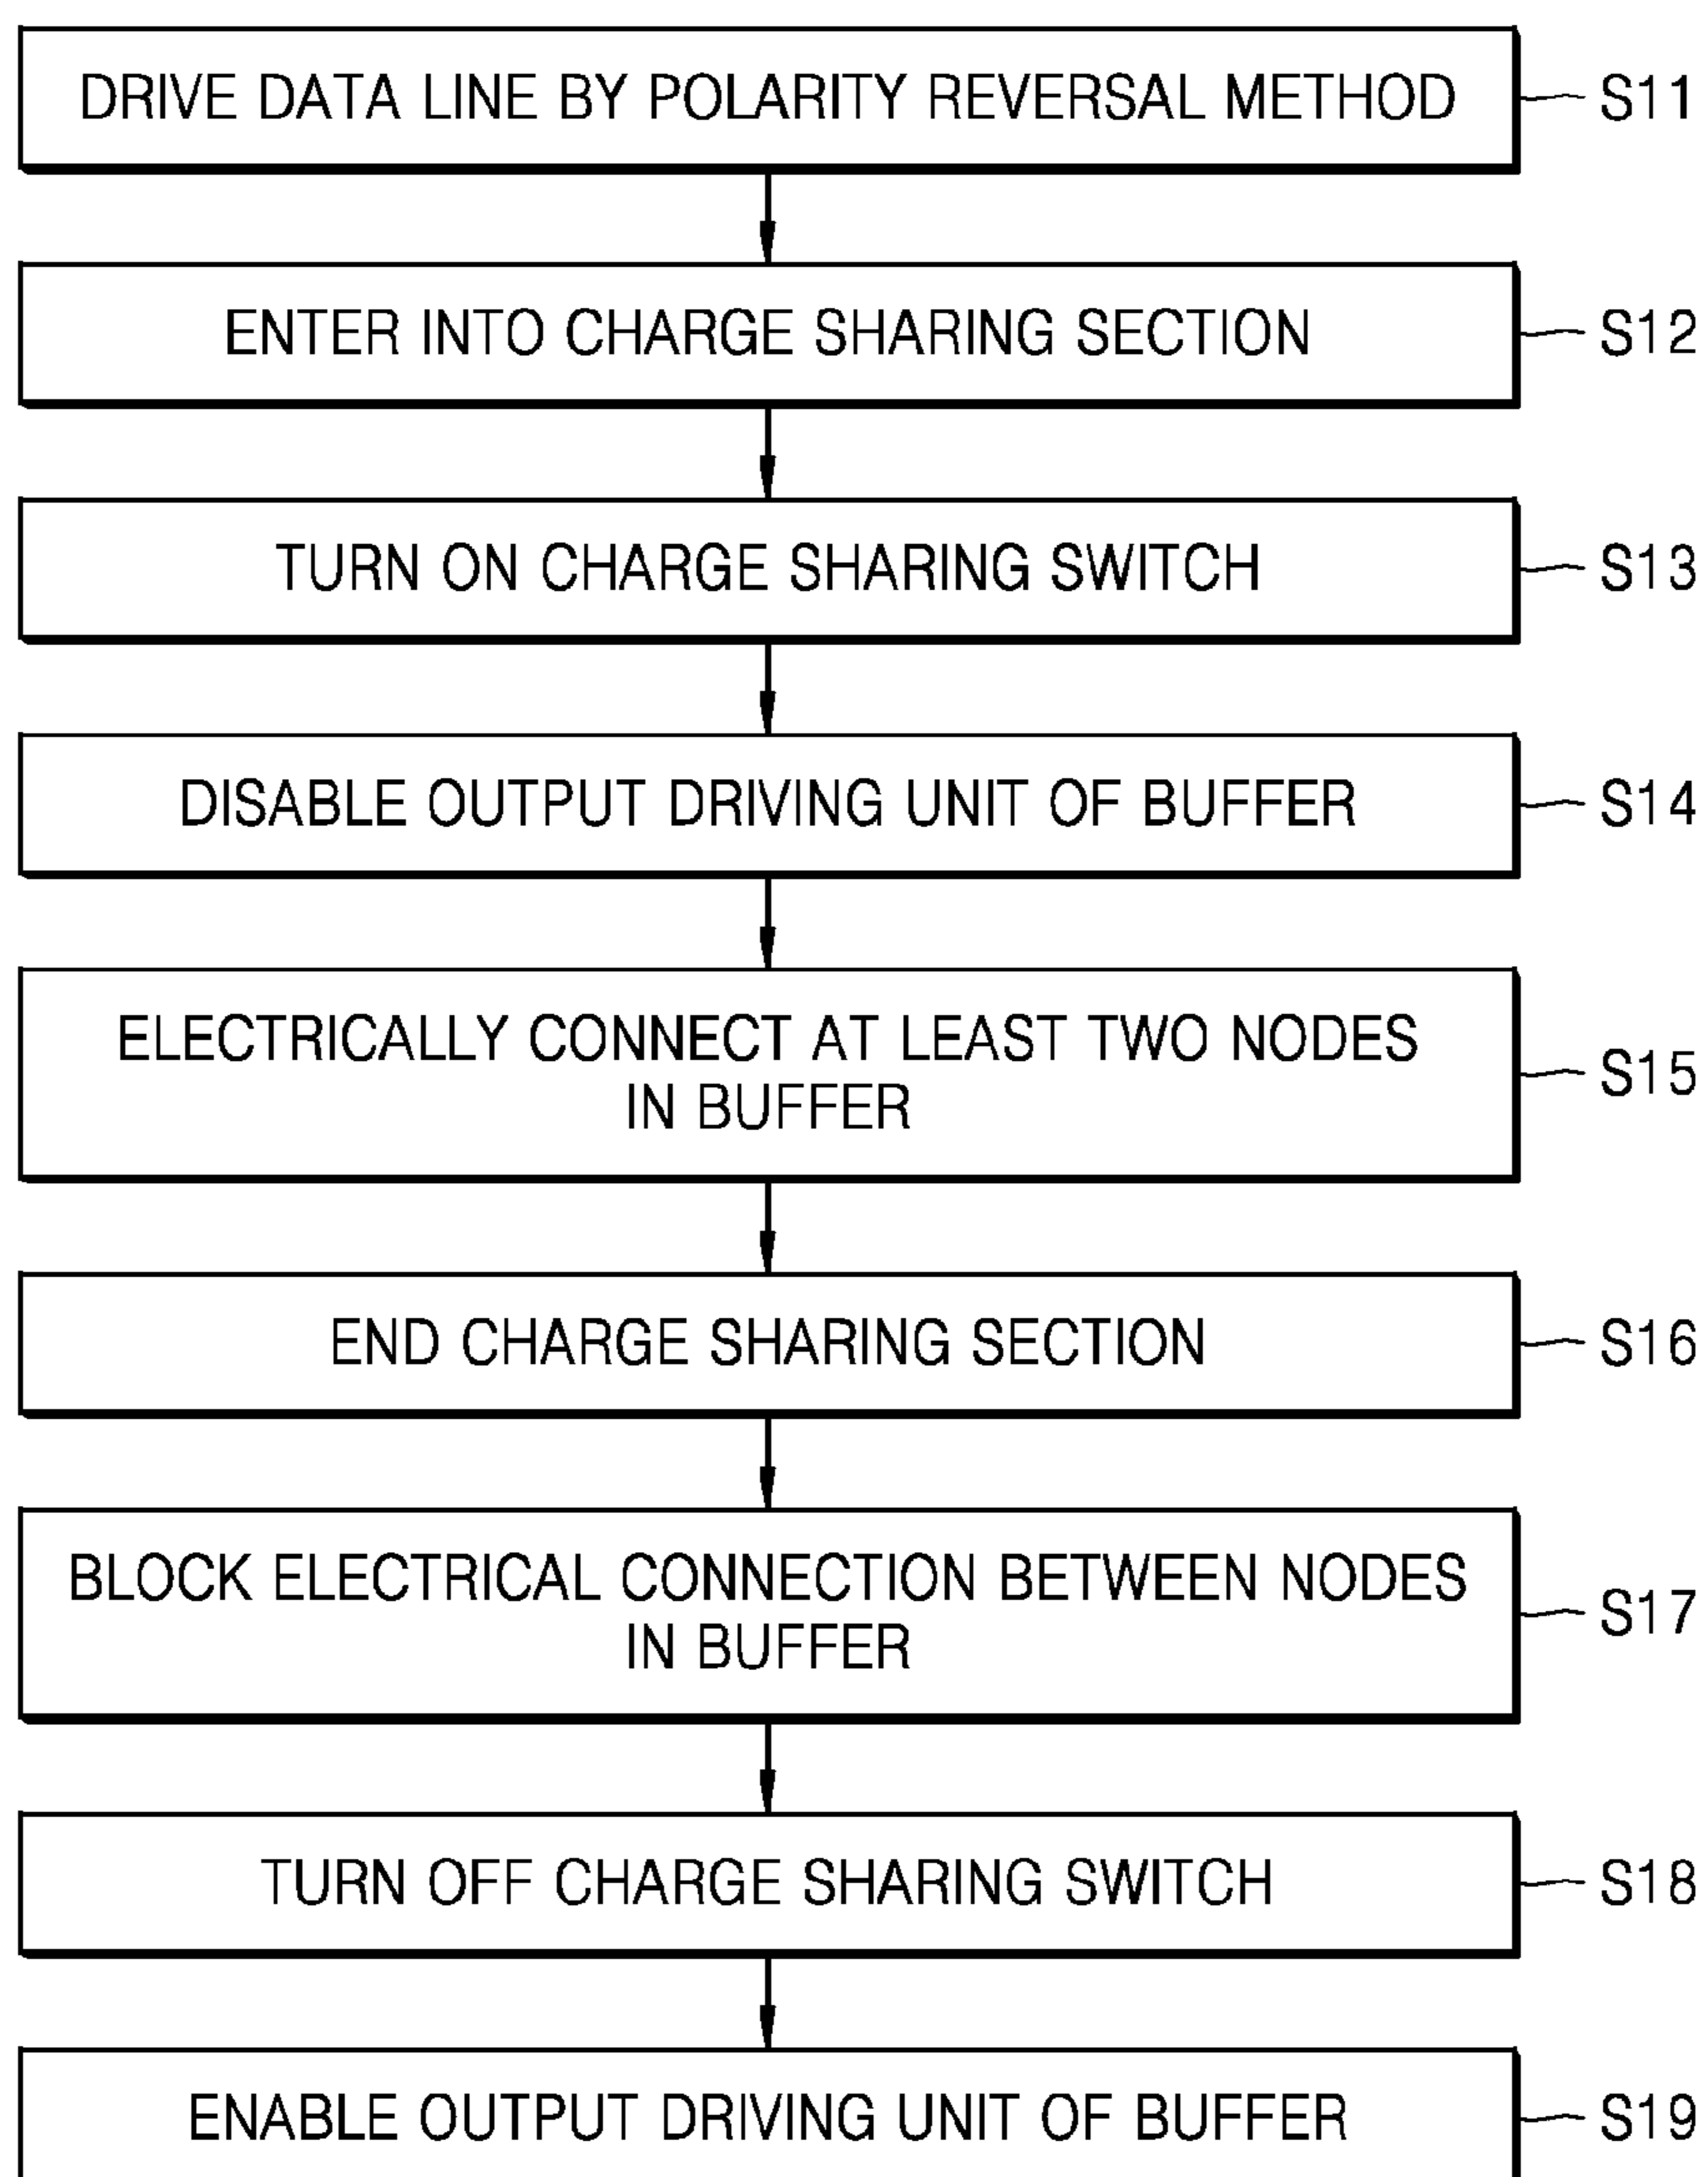 DRIVE DATA LINE BY POLARITY REVERSAL METHOD
S11
ENTER INTO CHARGE SHARING SECTION
S12
TURN ON CHARGE SHARING SWITCH
S13
DISABLE OUTPUT DRIVING UNIT OF BUFFER
S14
ELECTRICALLY CONNECT AT LEAST TWO NODES
IN BUFFER
S15
END CHARGE SHARING SECTION
S16
BLOCK ELECTRICAL CONNECTION BETWEEN NODES
IN BUFFER
S17
TURN OFF CHARGE SHARING SWITCH
S18
ENABLE OUTPUT DRIVING UNIT OF BUFFER
S19